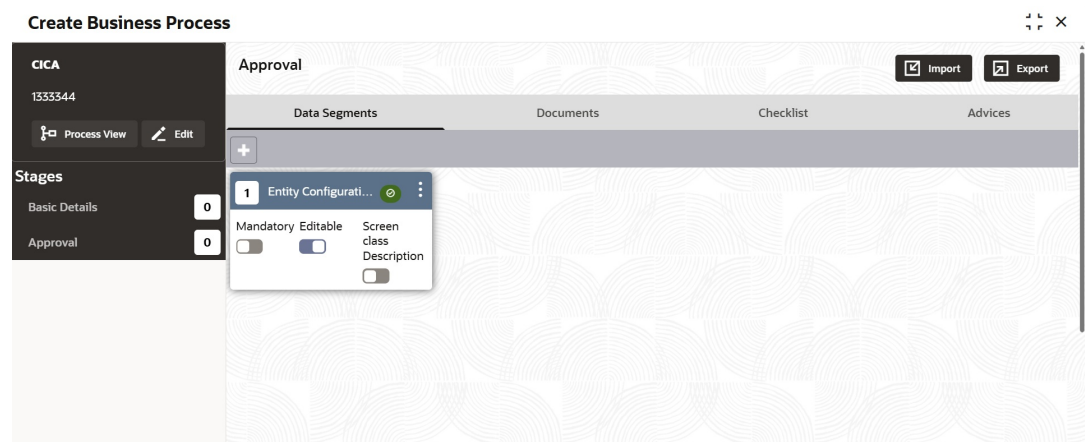 Create Business Process
CICA
1333344
Process View
Edit
Stages
Basic Details
0
Approval
0
Approval
Import
Export
Data Segments
Documents
Checklist
Advices
1
Entity Configurati...
Mandatory
Editable
Screen
class
Description